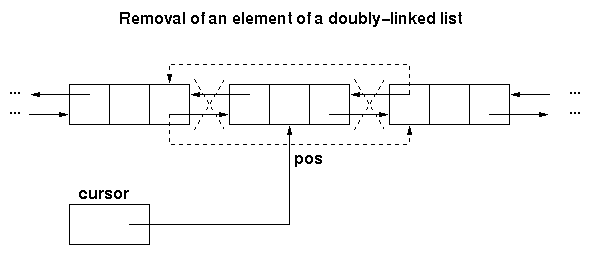 Removal of an element of a doubly−linked list
... ...
... ...
pos
cursor